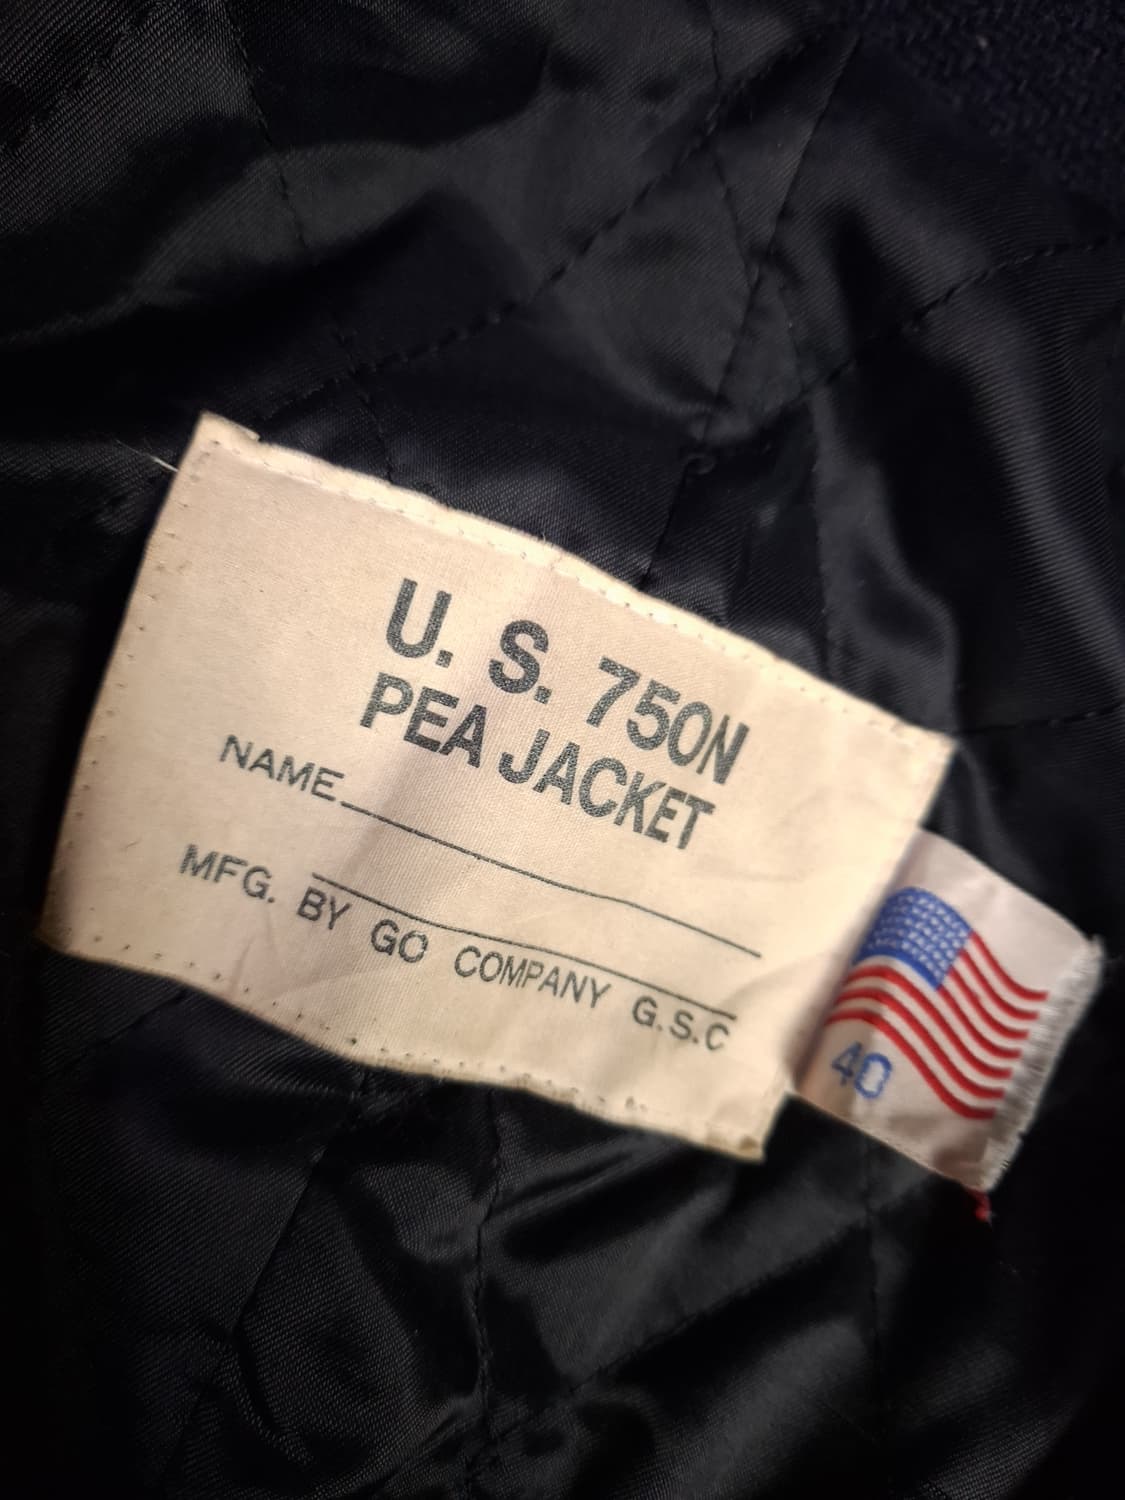 U. S. 750N
PEA JACKET
NAME
MFG. BY GO COMPANY G.S.C
40